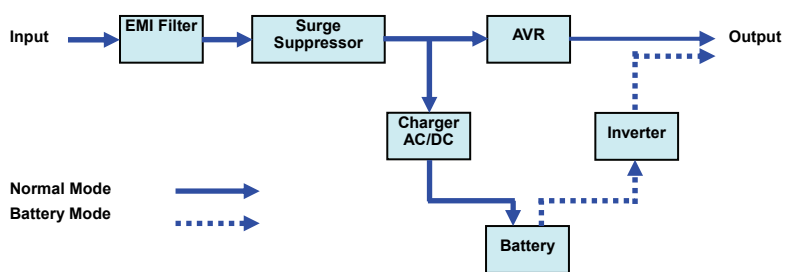 Input
EMI Filter
Surge
Suppressor
AVR
Output
Charger
AC/DC
Inverter
Normal Mode
Battery Mode
Battery